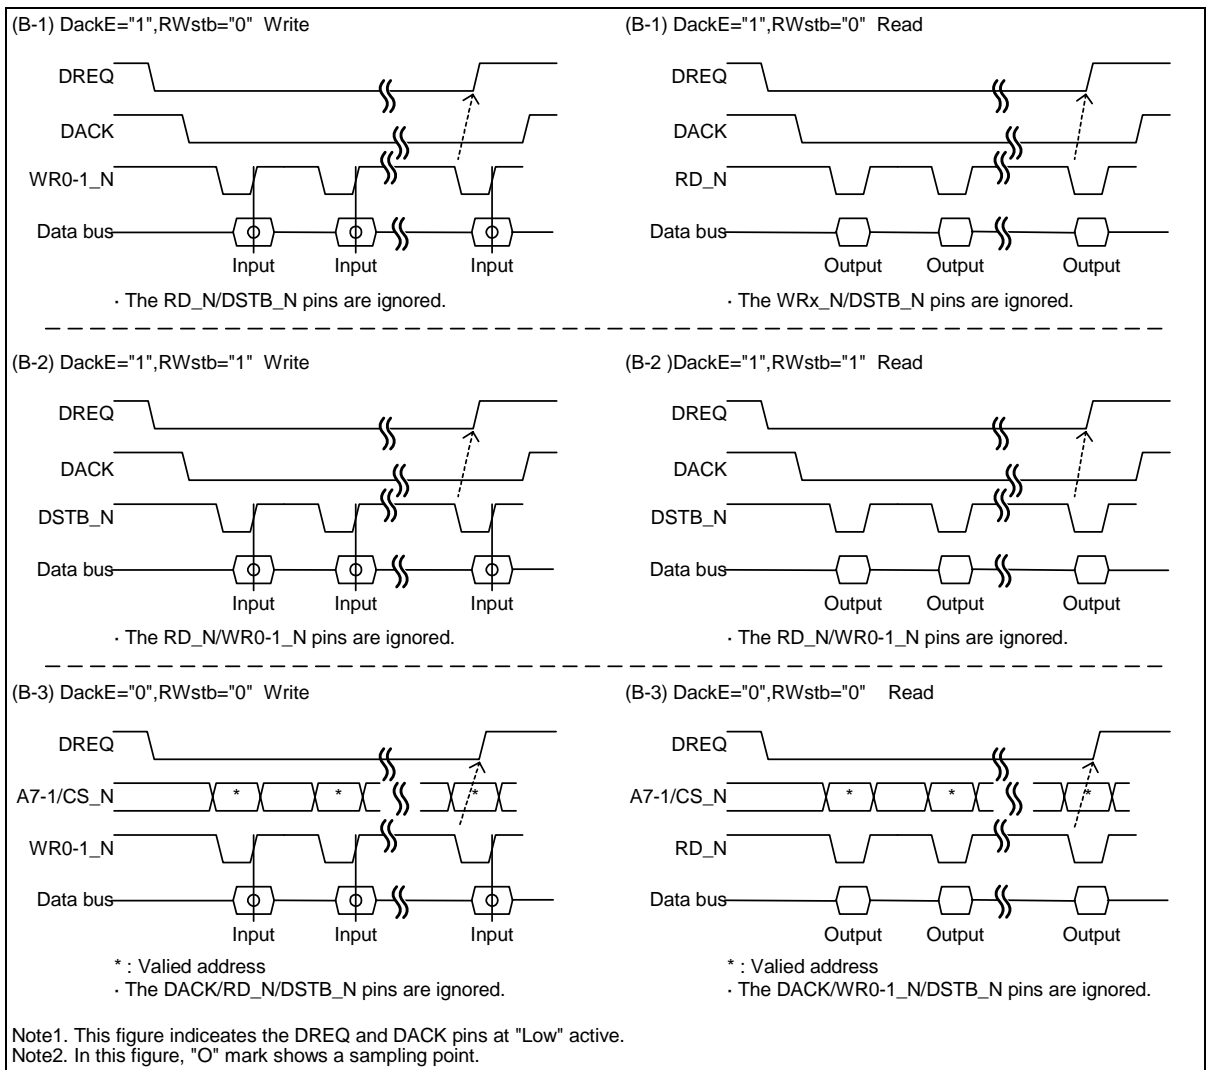 (B-1) DackE="1",RWstb="0" Write
DREQ
DACK
WR0-1_N
Data bus
Input Input Input
· The RD_N/DSTB_N pins are ignored.
(B-1) DackE="1",RWstb="0" Read
DREQ
DACK
RD_N
Data bus
Output Output Output
· The WRx_N/DSTB_N pins are ignored.
(B-2) DackE="1",RWstb="1" Write
DREQ
DACK
DSTB_N
Data bus
Input Input Input
· The RD_N/WR0-1_N pins are ignored.
(B-2 )DackE="1",RWstb="1" Read
DREQ
DACK
DSTB_N
Data bus
Output Output Output
· The RD_N/WR0-1_N pins are ignored.
(B-3) DackE="0",RWstb="0" Write
DREQ
A7-1/CS_N
* * *
WR0-1_N
Data bus
Input Input Input
* : Valied address
· The DACK/RD_N/DSTB_N pins are ignored.
(B-3) DackE="0",RWstb="0" Read
DREQ
A7-1/CS_N
* * *
RD_N
Data bus
Output Output Output
* : Valied address
· The DACK/WR0-1_N/DSTB_N pins are ignored.
Note1. This figure indiceates the DREQ and DACK pins at "Low" active.
Note2. In this figure, "O" mark shows a sampling point.